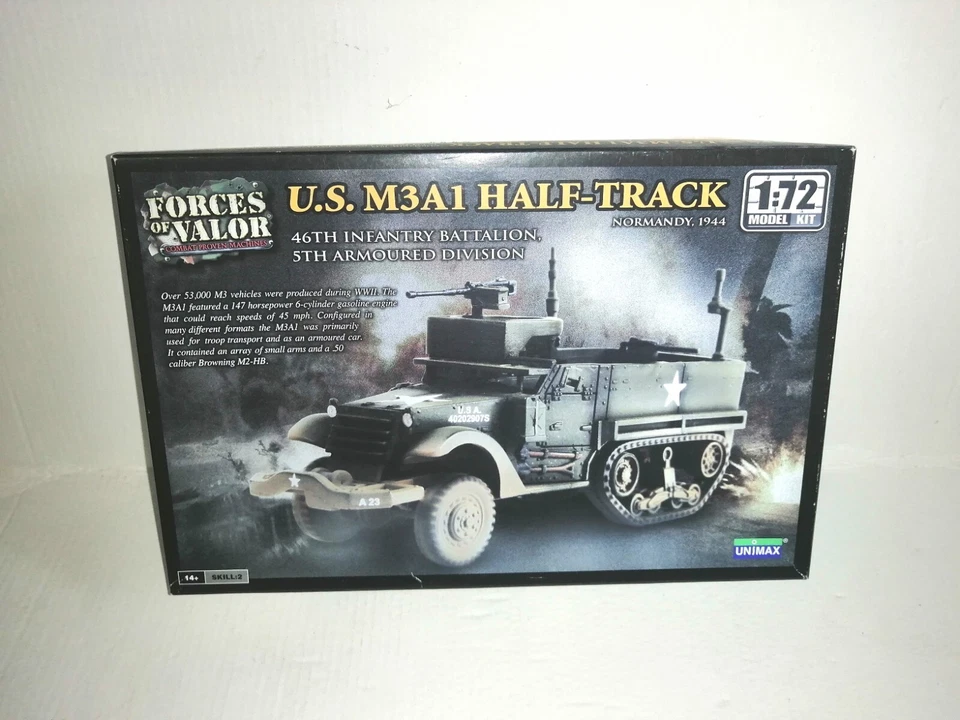 FORCES
OF VALOR
COMBAT PROVEN MACHINES
U.S. M3A1 HALF-TRACK
NORMANDY, 1944
1:72
MODEL KIT
46TH INFANTRY BATTALION,
5TH ARMOURED DIVISION
Over 53,000 M3 vehicles were produced during WWII. The
M3A1 featured a 147 horsepower 6-cylinder gasoline engine
that could reach speeds of 45 mph. Configured in
many different formats the M3A1 was primarily
used for troop transport and as an armoured car.
It contained an array of small arms and a .50
caliber Browning M2-HB.
U.S.A.
40202907S
A 23
UNIMAX
14+ SKILL:2